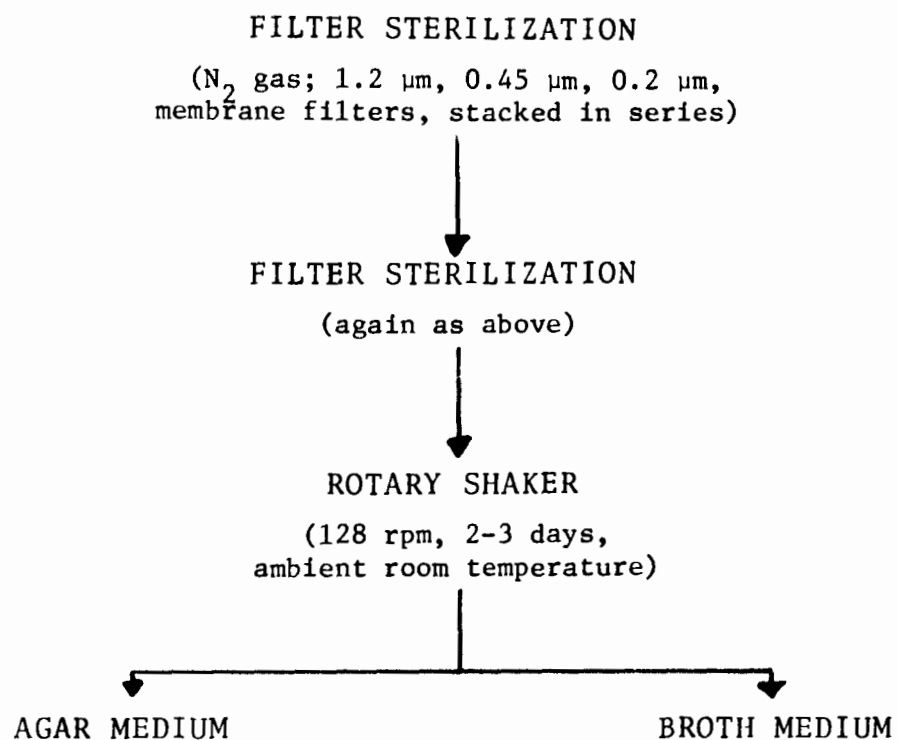 FILTER STERILIZATION
(N2 gas; 1.2 μm, 0.45 μm, 0.2 μm,
membrane filters, stacked in series)
FILTER STERILIZATION
(again as above)
ROTARY SHAKER
(128 rpm, 2-3 days,
ambient room temperature)
AGAR MEDIUM
BROTH MEDIUM